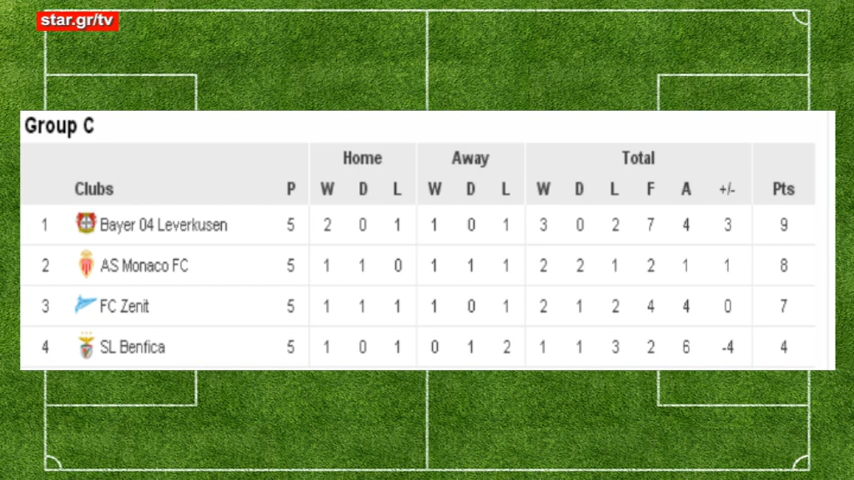 star.gr/tv
Group C
Home Away Total
Clubs P W D L W D L W D L F A +/- Pts
1 Bayer 04 Leverkusen 5 2 0 1 1 0 1 3 0 2 7 4 3 9
2 AS Monaco FC 5 1 1 0 1 1 1 2 2 1 2 1 1 8
3 FC Zenit 5 1 1 1 1 0 1 2 1 2 4 4 0 7
4 SL Benfica 5 1 0 1 0 1 2 1 1 3 2 6 -4 4